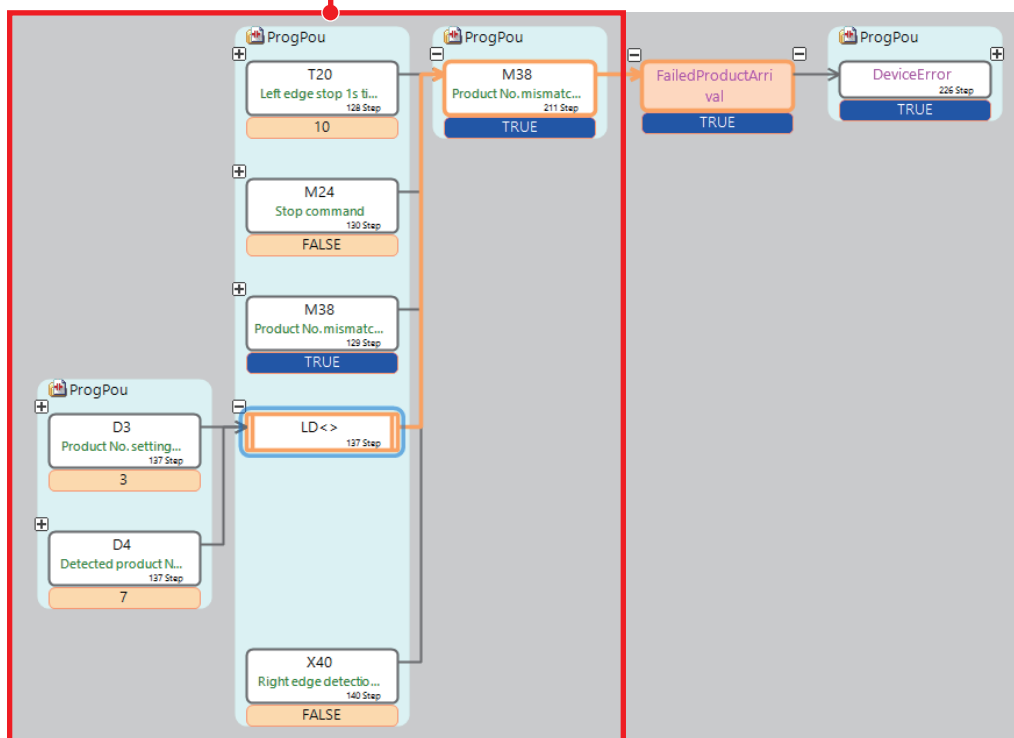 ProgPou
T20
Left edge stop 1s ti...
128 Step
10
M24
Stop command
130 Step
FALSE
M38
Product No. mismatc...
129 Step
TRUE
LD<>
137 Step
X40
Right edge detectio...
140 Step
FALSE
ProgPou
D3
Product No. setting...
137 Step
3
D4
Detected product N...
137 Step
7
ProgPou
M38
Product No. mismatc...
211 Step
TRUE
FailedProductArri
val
TRUE
ProgPou
DeviceError
226 Step
TRUE